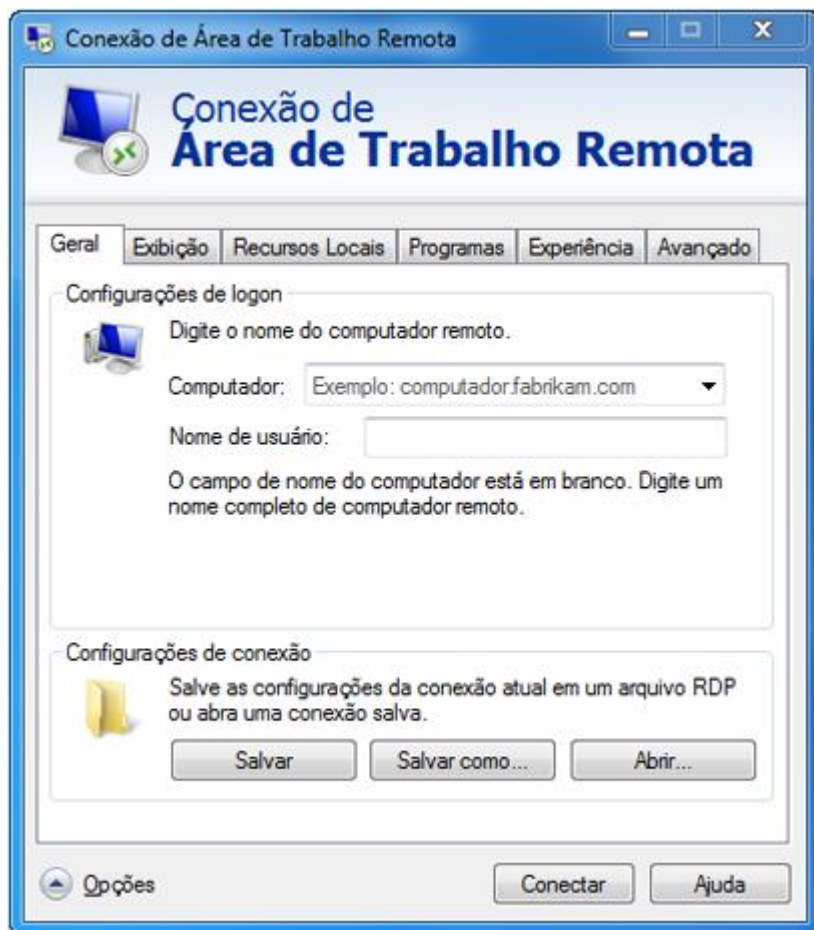 Conexão de Área de Trabalho Remota
Conexão de
Área de Trabalho Remota
Geral Exibição Recursos Locais Programas Experiência Avançado
Configurações de logon
Digite o nome do computador remoto.
Computador: Exemplo: computador.fabrikam.com
Nome de usuário:
O campo de nome do computador está em branco. Digite um
nome completo de computador remoto.
Configurações de conexão
Salve as configurações da conexão atual em um arquivo RDP
ou abra uma conexão salva.
Salvar Salvar como... Abrir...
Opções Conectar Ajuda